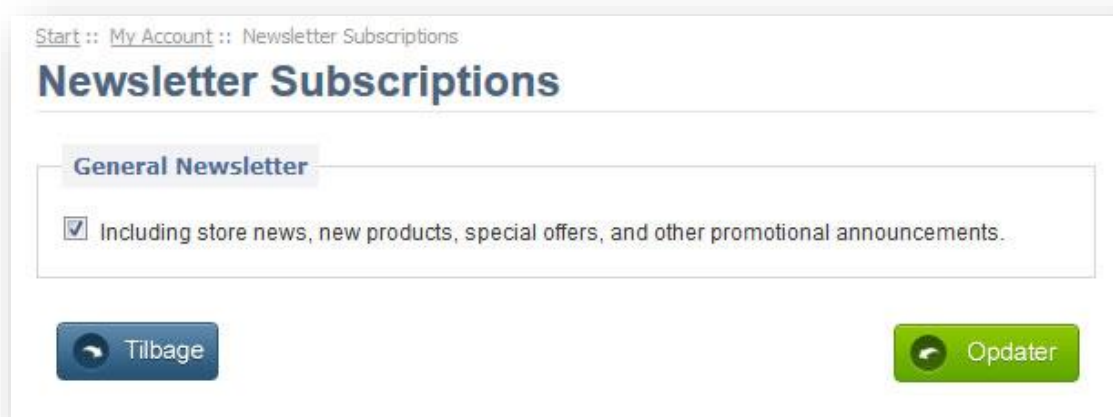 Start :: My Account :: Newsletter Subscriptions
Newsletter Subscriptions
General Newsletter
Including store news, new products, special offers, and other promotional announcements.
Tilbage
Opdater